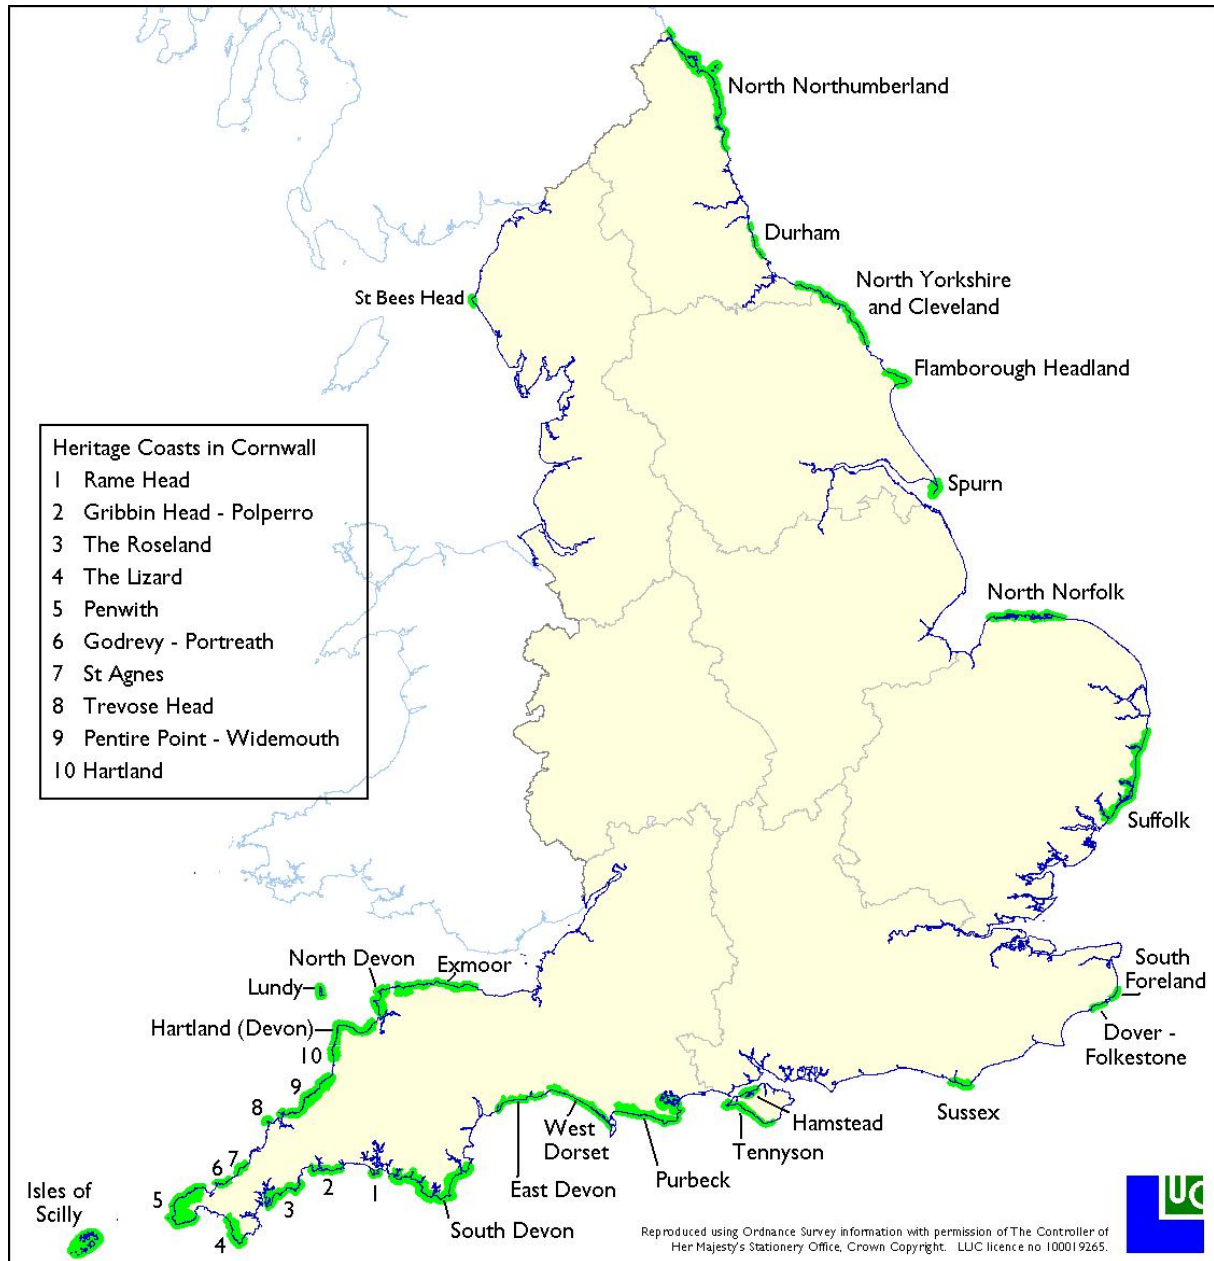 North Northumberland
Durham
North Yorkshire
and Cleveland
St Bees Head
Flamborough Headland
Heritage Coasts in Cornwall
1 Rame Head
2 Gribbin Head - Polperro
3 The Roseland
4 The Lizard
5 Penwith
6 Godrevy - Portreath
7 St Agnes
8 Trevose Head
9 Pentire Point - Widemouth
10 Hartland
Spurn
North Norfolk
Suffolk
North Devon
Exmoor
Lundy
South
Foreland
Hartland (Devon)
Dover -
Folkestone
10
9
8
Sussex
Hamstead
West
Dorset
Tennyson
7
6
5
2
1
3
4
Purbeck
East Devon
South Devon
Isles of
Scilly
Reproduced using Ordnance Survey information with permission of The Controller of
Her Majesty's Stationery Office, Crown Copyright. LUC licence no 100019265.
LUC